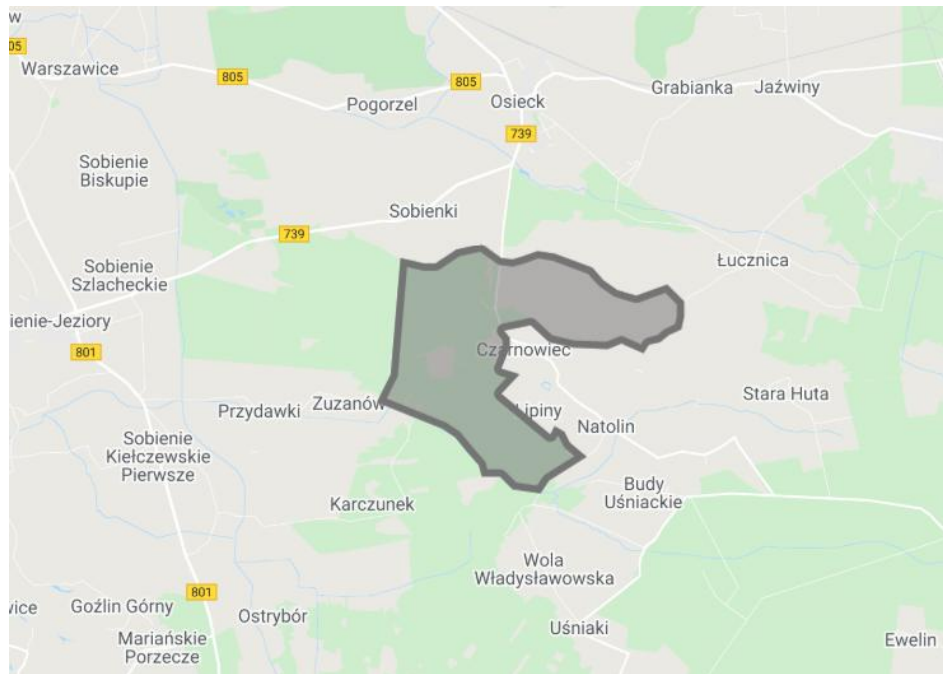 w
05
Warszawice
805
Pogorzel
805
Osieck
Grabianka
Jaźwiny
739
Sobienie
Biskupie
Sobienki
739
Łucznica
Sobienie
Szlacheckie
ienie-Jeziory
801
Czarnowiec
Stara Huta
Przydawki
Zuzanów
Lipiny
Natolin
Sobienie
Kiełczewskie
Pierwsze
Budy
Uśniackie
Karczunek
Wola
Władysławowska
801
vice
Goźlin Górny
Ostrybór
Uśniaki
Mariańskie
Porzecze
Ewelin